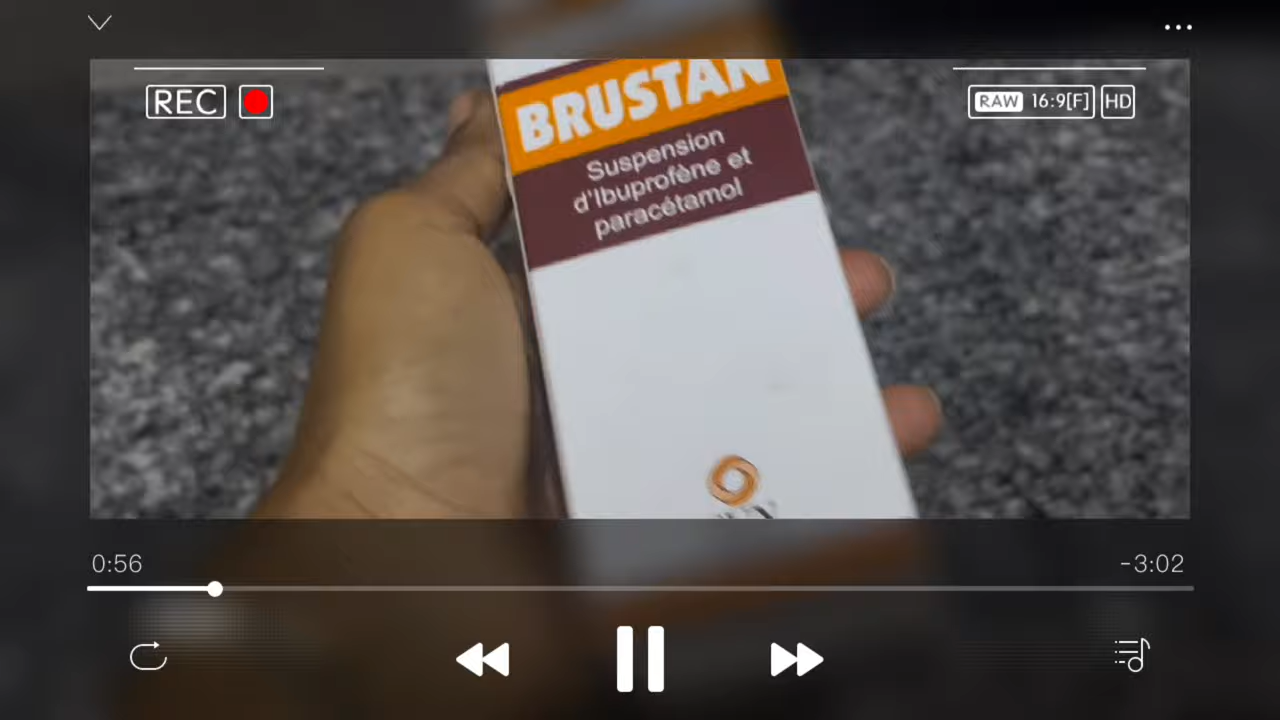 REC
RAW 16:9[F] HD
BRUSTAN
Suspension
d'Ibuprofène et
paracétamol
0:56
-3:02